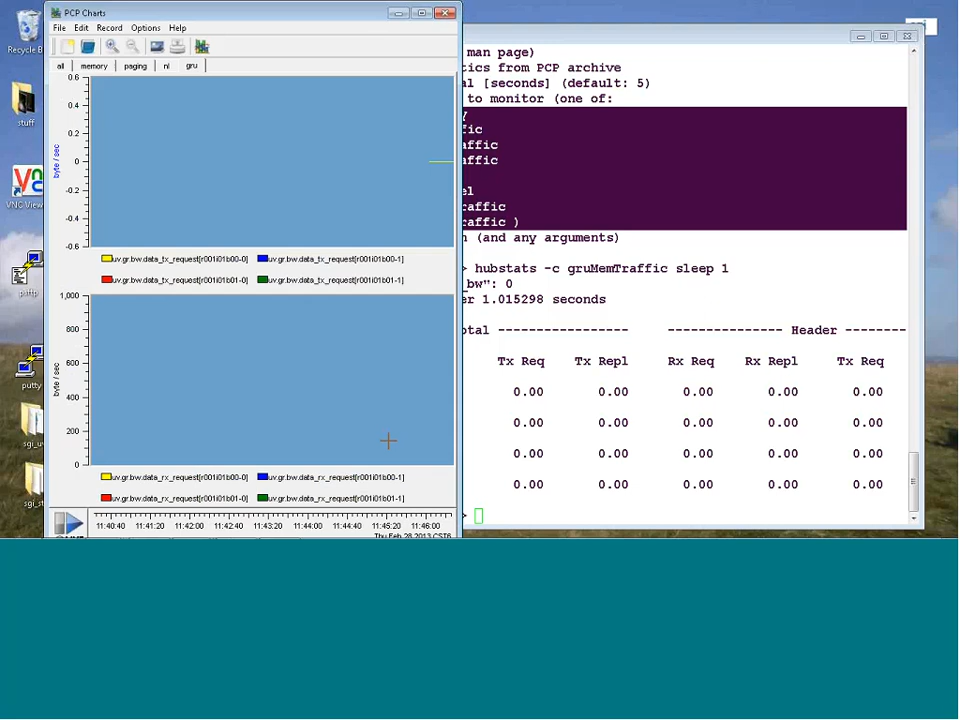 PCP Charts
File Edit Record Options Help
all memory paging nl gru
0.6
0.4
0.2
0
-0.2
-0.4
-0.6
byte / sec
uv.gr.bw.data_tx_request[r001i01b00-0] uv.gr.bw.data_tx_request[r001i01b00-1]
uv.gr.bw.data_tx_request[r001i01b01-0] uv.gr.bw.data_tx_request[r001i01b01-1]
1,000
800
600
400
200
0
byte / sec
uv.gr.bw.data_rx_request[r001i01b00-0] uv.gr.bw.data_rx_request[r001i01b00-1]
uv.gr.bw.data_rx_request[r001i01b01-0] uv.gr.bw.data_rx_request[r001i01b01-1]
11:40:40 11:41:20 11:42:00 11:42:40 11:43:20 11:44:00 11:44:40 11:45:20 11:46:00
Thu Feb 28 2013 CST6
Recycle B
stuff
VNC View
psftp
putty
sgi_uv
sgi_s
man page)
tics from PCP archive
al [seconds] (default: 5)
to monitor (one of:
y
fic
affic
affic
el
raffic
raffic )
n (and any arguments)
> hubstats -c gruMemTraffic sleep 1
_bw": 0
er 1.015298 seconds
otal ---------------- -------------- Header --------
Tx Req Tx Repl Rx Req Rx Repl Tx Req
0.00 0.00 0.00 0.00 0.00
0.00 0.00 0.00 0.00 0.00
0.00 0.00 0.00 0.00 0.00
0.00 0.00 0.00 0.00 0.00
>